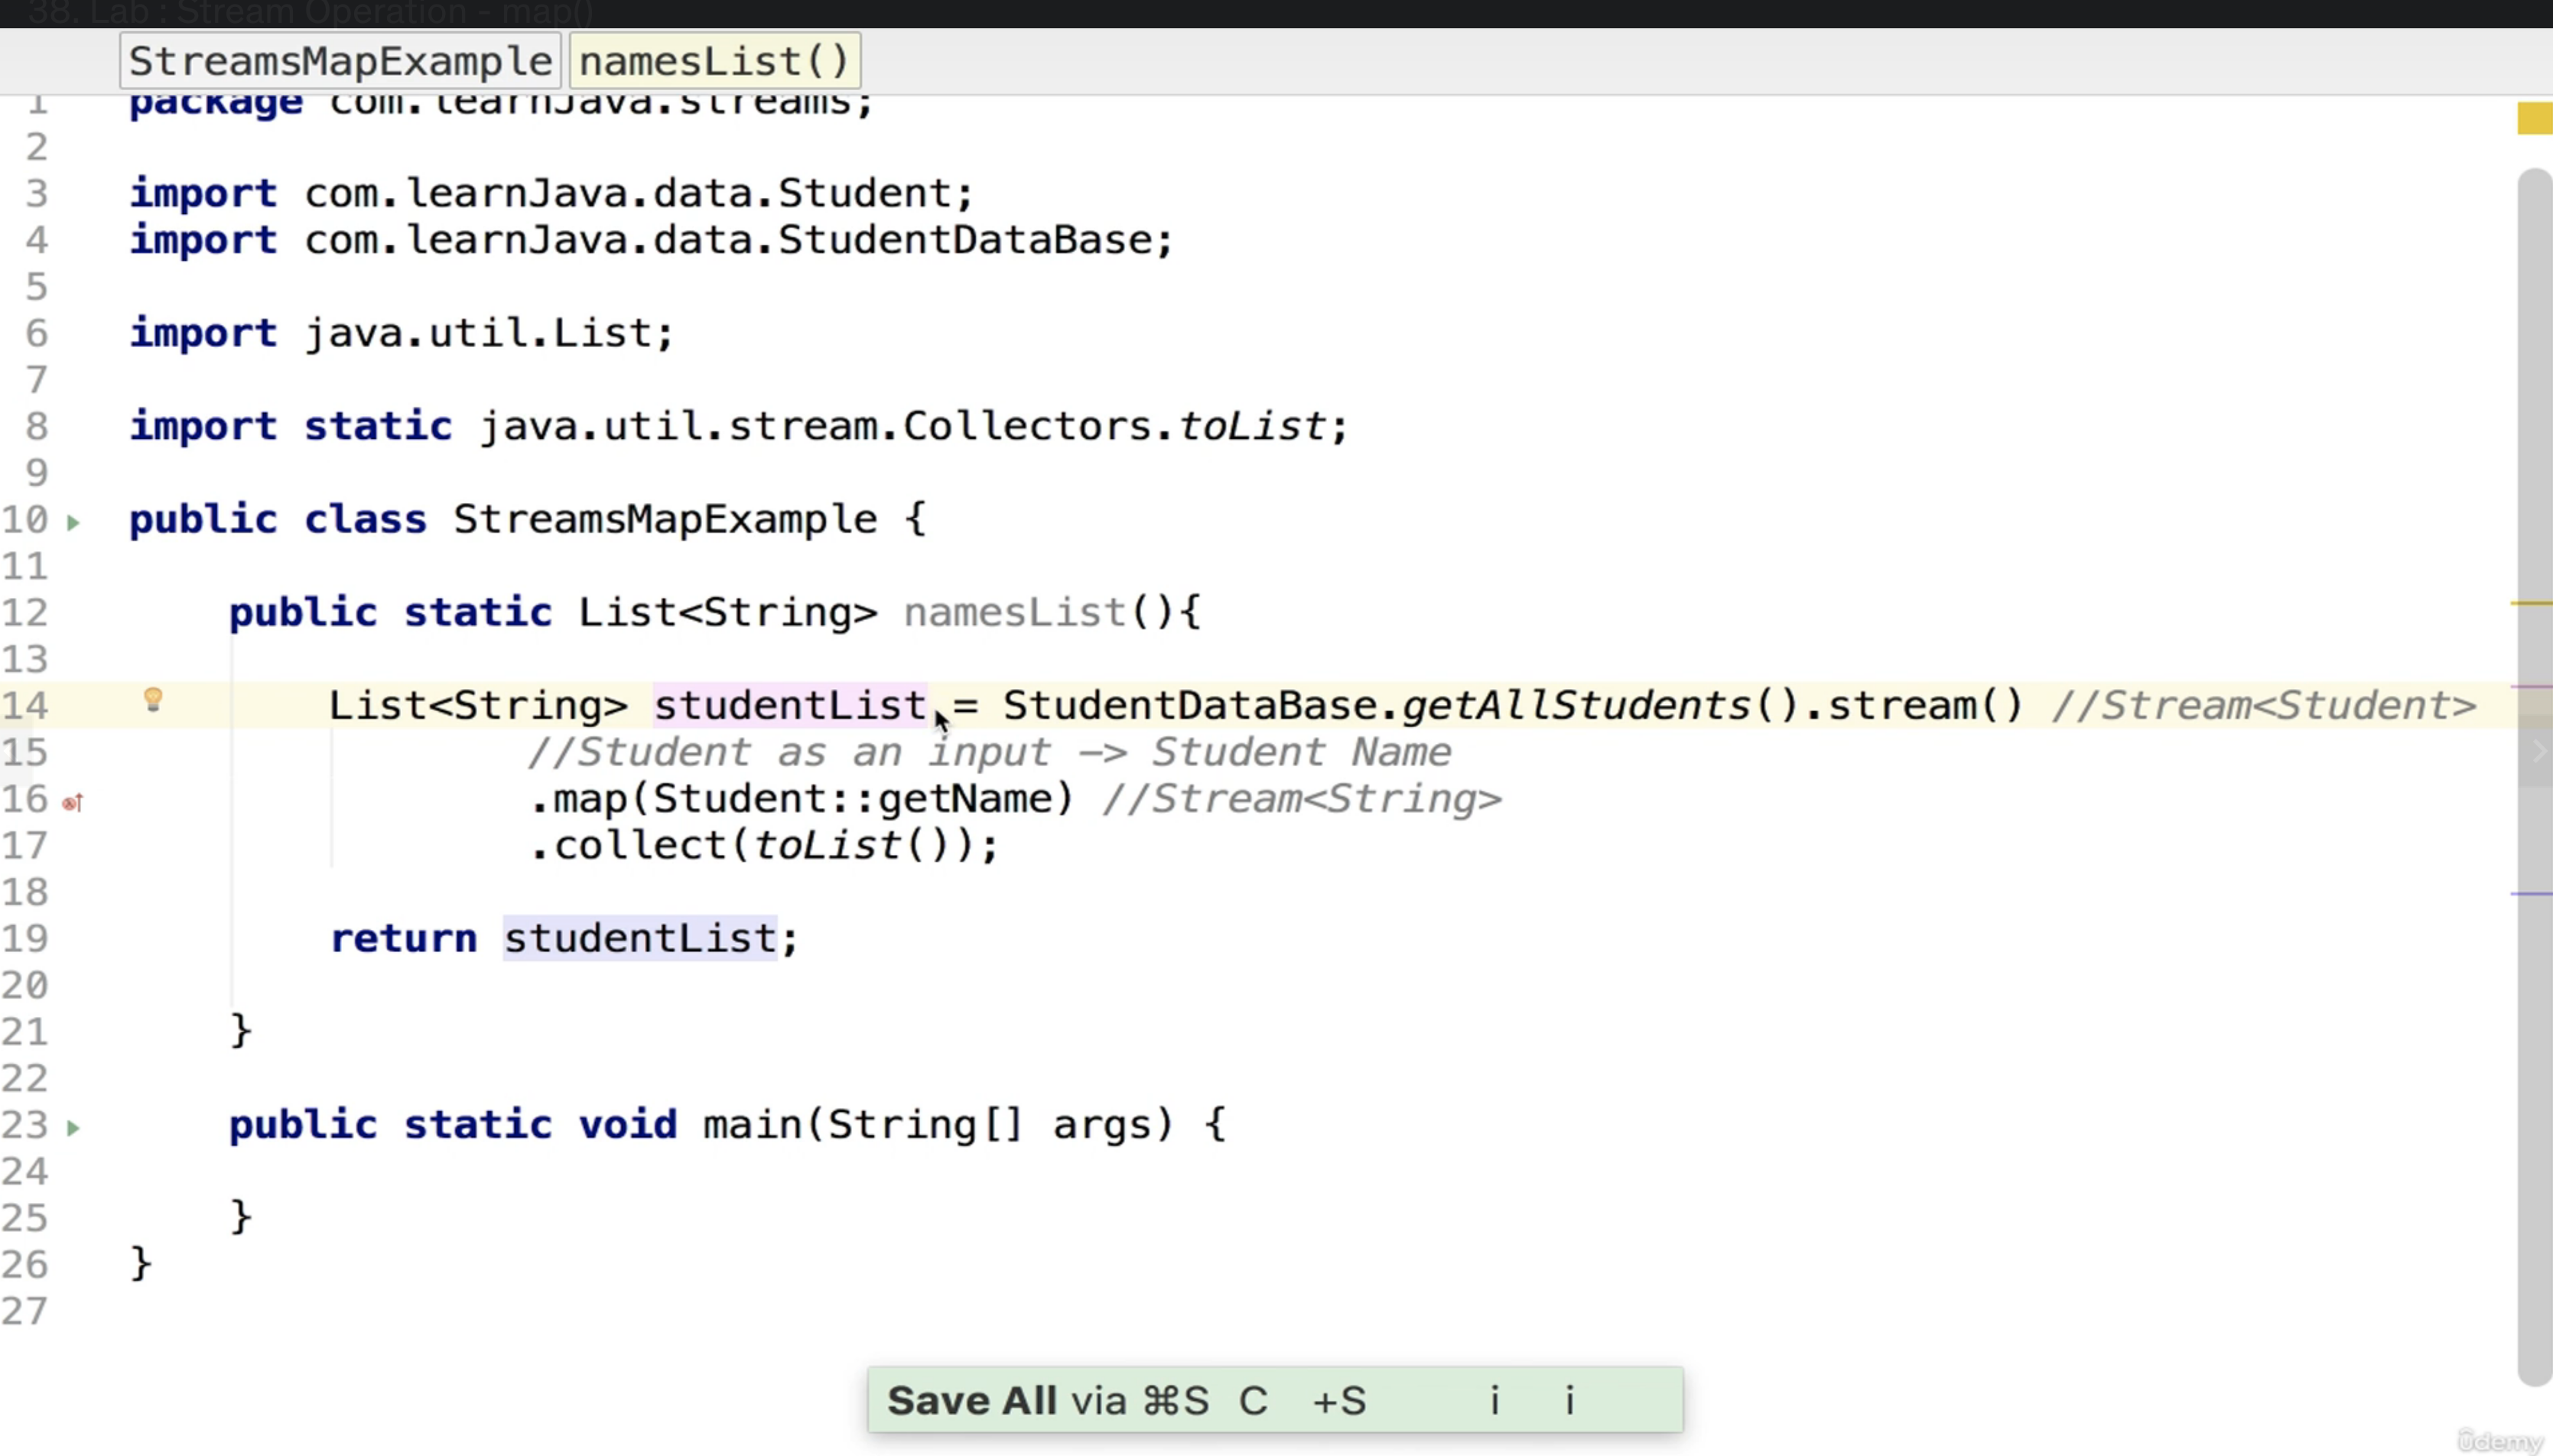 38. Lab : Stream Operation - map()
StreamsMapExample namesList()
1 package com.learnJava.streams;
2
3 import com.learnJava.data.Student;
4 import com.learnJava.data.StudentDataBase;
5
6 import java.util.List;
7
8 import static java.util.stream.Collectors.toList;
9
10 public class StreamsMapExample {
11
12 public static List<String> namesList(){
13
14 List<String> studentList = StudentDataBase.getAllStudents().stream() //Stream<Student>
15 //Student as an input -> Student Name
16 .map(Student::getName) //Stream<String>
17 .collect(toList());
18
19 return studentList;
20
21 }
22
23 public static void main(String[] args) {
24
25 }
26 }
27
Save All via ⌘S C +S i i
ûdemy